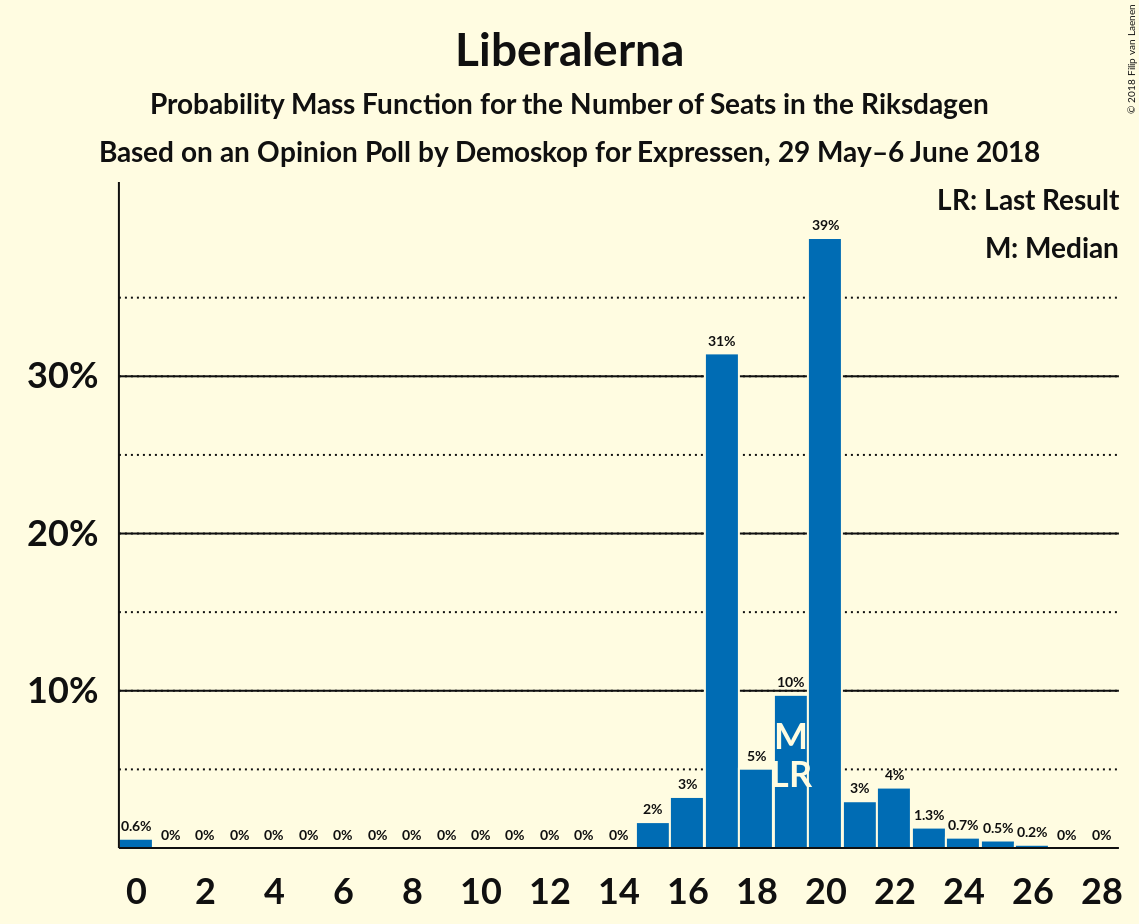 Liberalerna
Probability Mass Function for the Number of Seats in the Riksdagen
Based on an Opinion Poll by Demoskop for Expressen, 29 May–6 June 2018
© 2018 Filip van Laenen
LR: Last Result
M: Median
39%
31%
30%
20%
10%
10%
M
LR
5%
4%
3%
3%
2%
1.3%
0.6% 0% 0% 0% 0% 0% 0% 0% 0% 0% 0% 0% 0% 0% 0% 0.7% 0.5% 0.2% 0% 0%
0 2 4 6 8 10 12 14 16 18 20 22 24 26 28